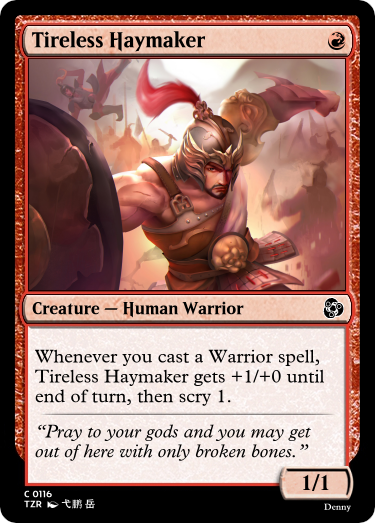 Tireless Haymaker
Creature — Human Warrior
Whenever you cast a Warrior spell,
Tireless Haymaker gets +1/+0 until
end of turn, then scry 1.
“Pray to your gods and you may get
out of here with only broken bones.”
1/1
C 0116
TZR 弋鹏 岳
Denny